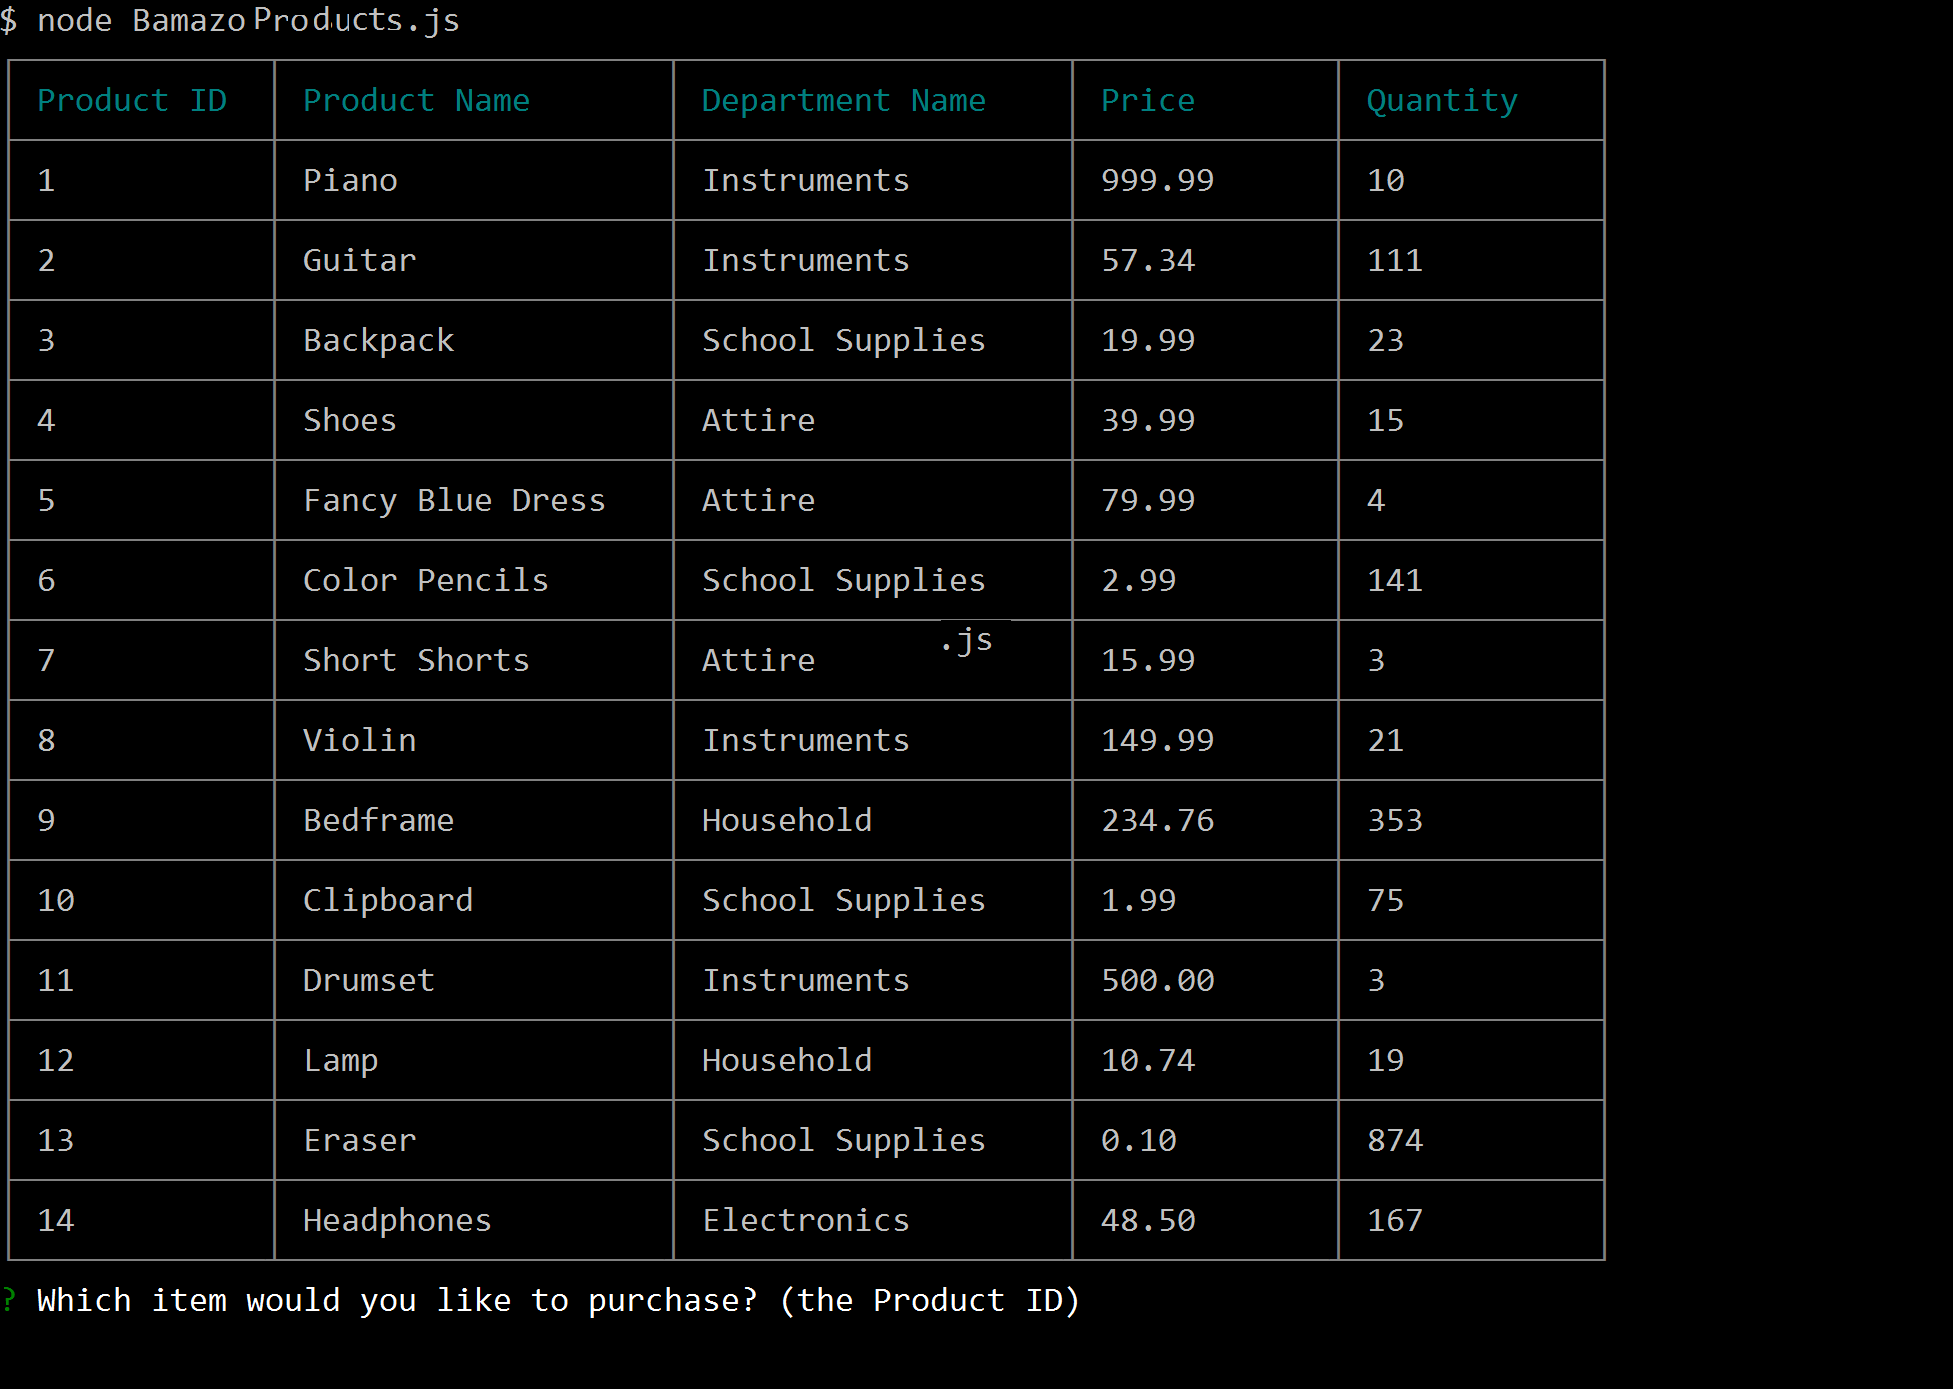 $ node BamazoProducts.js
Product ID Product Name Department Name Price Quantity
1 Piano Instruments 999.99 10
2 Guitar Instruments 57.34 111
3 Backpack School Supplies 19.99 23
4 Shoes Attire 39.99 15
5 Fancy Blue Dress Attire 79.99 4
6 Color Pencils School Supplies 2.99 141
.js
7 Short Shorts Attire 15.99 3
8 Violin Instruments 149.99 21
9 Bedframe Household 234.76 353
10 Clipboard School Supplies 1.99 75
11 Drumset Instruments 500.00 3
12 Lamp Household 10.74 19
13 Eraser School Supplies 0.10 874
14 Headphones Electronics 48.50 167
? Which item would you like to purchase? (the Product ID)